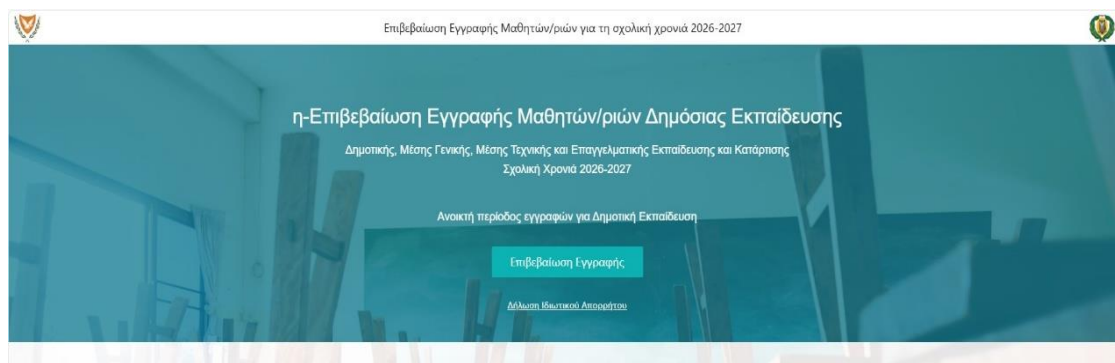 Επιβεβαίωση Εγγραφής Μαθητών/ριών για τη σχολική χρονιά 2026-2027
η-Επιβεβαίωση Εγγραφής Μαθητών/ριών Δημόσιας Εκπαίδευσης
Δημοτικής, Μέσης Γενικής, Μέσης Τεχνικής και Επαγγελματικής Εκπαίδευσης και Κατάρτισης
Σχολική Χρονιά 2026-2027
Ανοικτή περίοδος εγγραφών για Δημοτική Εκπαίδευση
Επιβεβαίωση Εγγραφής
Δήλωση Ιδιωτικού Απορρήτου